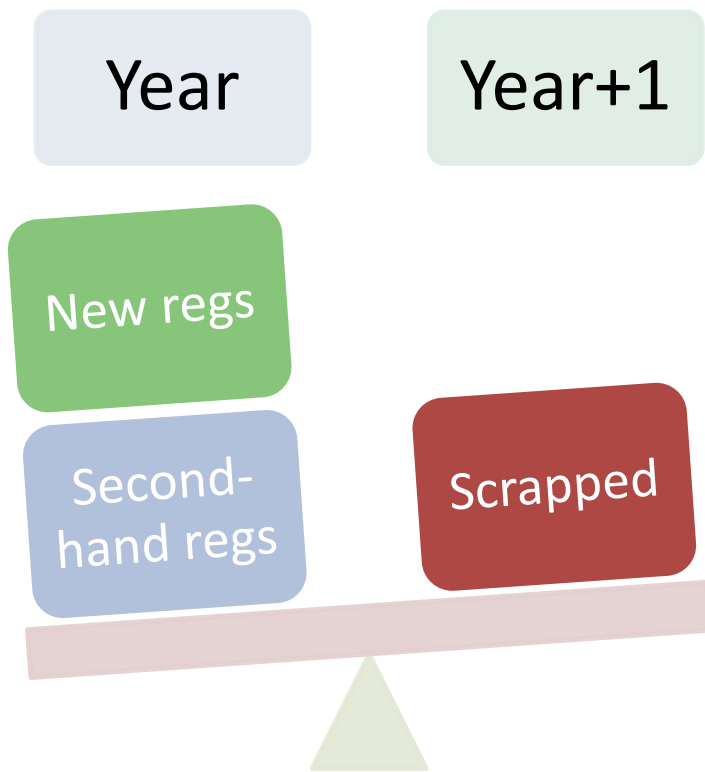 Year
Year+1
New regs
Second-
hand regs
Scrapped